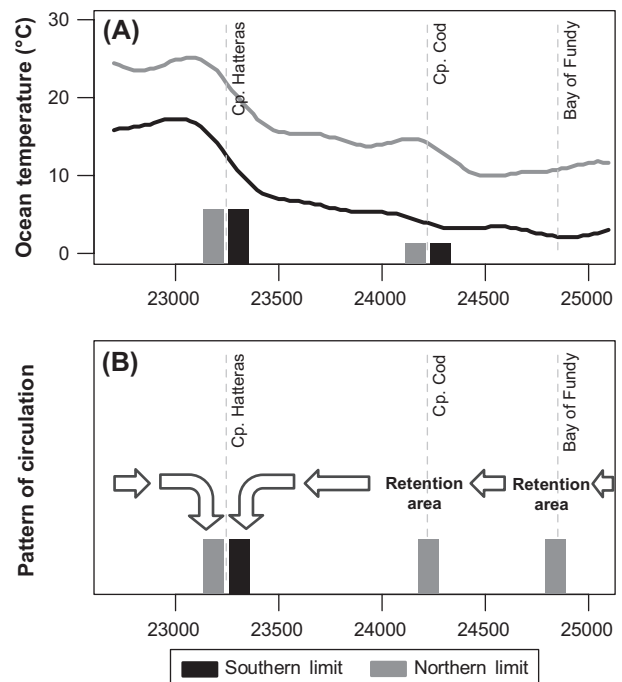 (A)
Ocean temperature (°C)
30
20
10
0
Cp. Hatteras
Cp. Cod
Bay of Fundy
23000 23500 24000 24500 25000
(B)
Pattern of circulation
Cp. Hatteras
Cp. Cod
Bay of Fundy
Retention
area
Retention
area
23000 23500 24000 24500 25000
Southern limit Northern limit